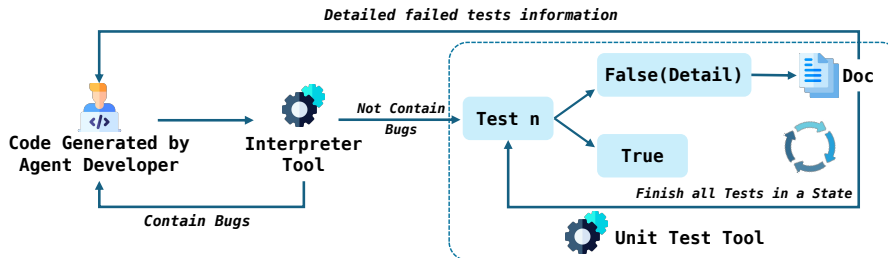 Detailed failed tests information
False(Detail)
Doc
</>
Not Contain
Bugs
Test n
Code Generated by
Agent Developer
Interpreter
Tool
True
Finish all Tests in a State
Contain Bugs
Unit Test Tool